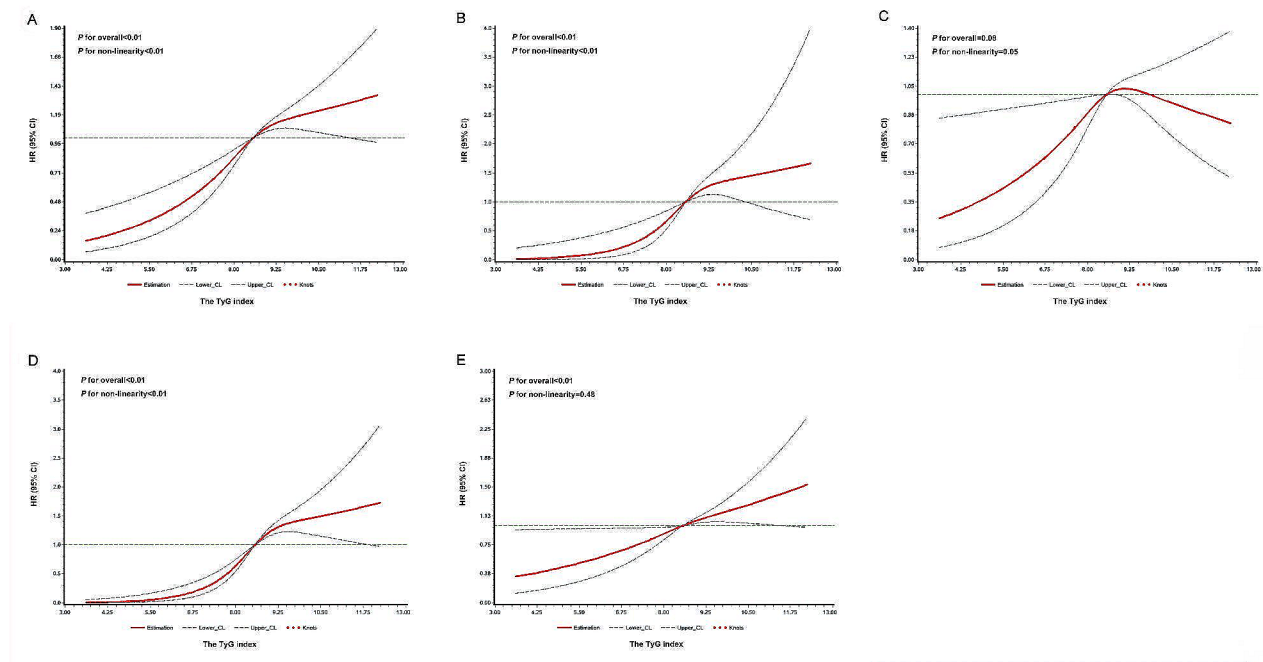 A
P for overall<0.01
P for non-linearity<0.01
HR (95% CI)
1.90
1.66
1.43
1.19
0.95
0.71
0.48
0.24
0.00
3.00 4.25 5.50 6.75 8.00 9.25 10.50 11.75 13.00
Estimation Lower_CL Upper_CL Knots
The TyG index
B
P for overall<0.01
P for non-linearity<0.01
HR (95% CI)
4.0
3.5
3.0
2.5
2.0
1.5
1.0
0.5
0.0
3.00 4.25 5.50 6.75 8.00 9.25 10.50 11.75 13.00
Estimation Lower_CL Upper_CL Knots
The TyG index
C
P for overall=0.08
P for non-linearity=0.05
HR (95% CI)
1.40
1.23
1.05
0.88
0.70
0.53
0.35
0.18
0.00
3.00 4.25 5.50 6.75 8.00 9.25 10.50 11.75 13.00
Estimation Lower_CL Upper_CL Knots
The TyG index
D
P for overall<0.01
P for non-linearity<0.01
HR (95% CI)
4.0
3.5
3.0
2.5
2.0
1.5
1.0
0.5
0.0
3.00 4.25 5.50 6.75 8.00 9.25 10.50 11.75 13.00
Estimation Lower_CL Upper_CL Knots
The TyG index
E
P for overall<0.01
P for non-linearity=0.48
HR (95% CI)
3.00
2.63
2.25
1.88
1.50
1.13
0.75
0.38
0.00
3.00 4.25 5.50 6.75 8.00 9.25 10.50 11.75 13.00
Estimation Lower_CL Upper_CL Knots
The TyG index